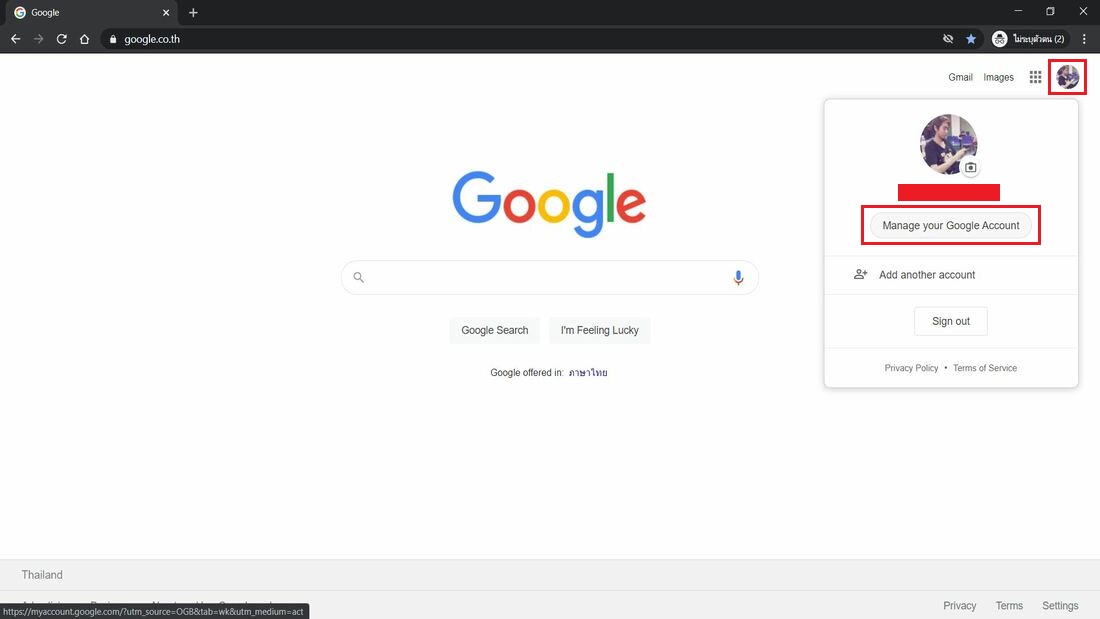 Google
google.co.th
ไม่ระบุตัวตน (2)
Gmail Images
Google
Manage your Google Account
Add another account
Google Search I'm Feeling Lucky
Sign out
Google offered in: ภาษาไทย
Privacy Policy • Terms of Service
Thailand
Privacy Terms Settings
https://myaccount.google.com/?utm_source=OGB&tab=wk&utm_medium=act